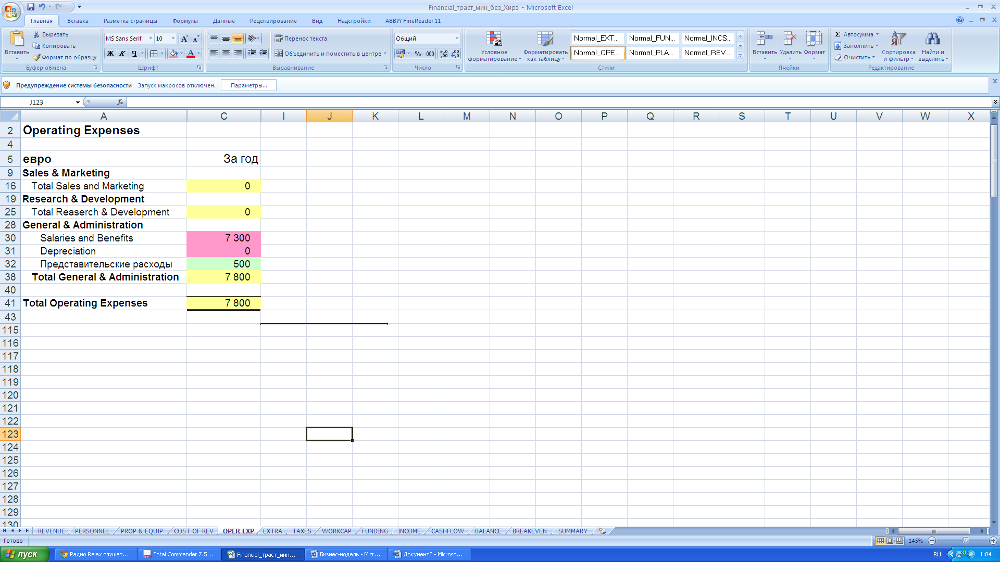 Financial_траст_мин_без_Хирэ - Microsoft Excel
Главная Вставка Разметка страницы Формулы Данные Рецензирование Вид Надстройки ABBYY FineReader 11
Вставить
Вырезать
Копировать
Формат по образцу
Буфер обмена
MS Sans Serif 10
Ж К Ч
Шрифт
Перенос текста
Объединить и поместить в центре
Выравнивание
Общий
% 000
Число
Условное форматирование
Форматировать как таблицу
Normal_EXT... Normal_FUN... Normal_INCS...
Normal_OPE... Normal_PLA... Normal_REV...
Стили
Вставить Удалить Формат
Ячейки
Σ Автосумма
Заполнить
Очистить
Сортировка и фильтр
Найти и выделить
Редактирование
Предупреждение системы безопасности Запуск макросов отключен. Параметры...
J123 fx
A C I J K L M N O P Q R S T U V W X
2 Operating Expenses
4
5 евро За год
9 Sales & Marketing
16 Total Sales and Marketing 0
19 Research & Development
25 Total Reaserch & Development 0
28 General & Administration
30 Salaries and Benefits 7 300
31 Depreciation 0
32 Представительские расходы 500
38 Total General & Administration 7 800
40
41 Total Operating Expenses 7 800
43
115
116
117
118
119
120
121
122
123
124
125
126
127
128
129
130
REVENUE PERSONNEL PROP & EQUIP COST OF REV OPER EXP EXTRA TAXES WORKCAP FUNDING INCOME CASHFLOW BALANCE BREAKEVEN SUMMARY
Готово 145%
пуск Радио Relax слушат... Total Commander 7.5... Financial_траст_мин... Бизнес-модель - Micr... Документ2 - Microso... RU 1:04